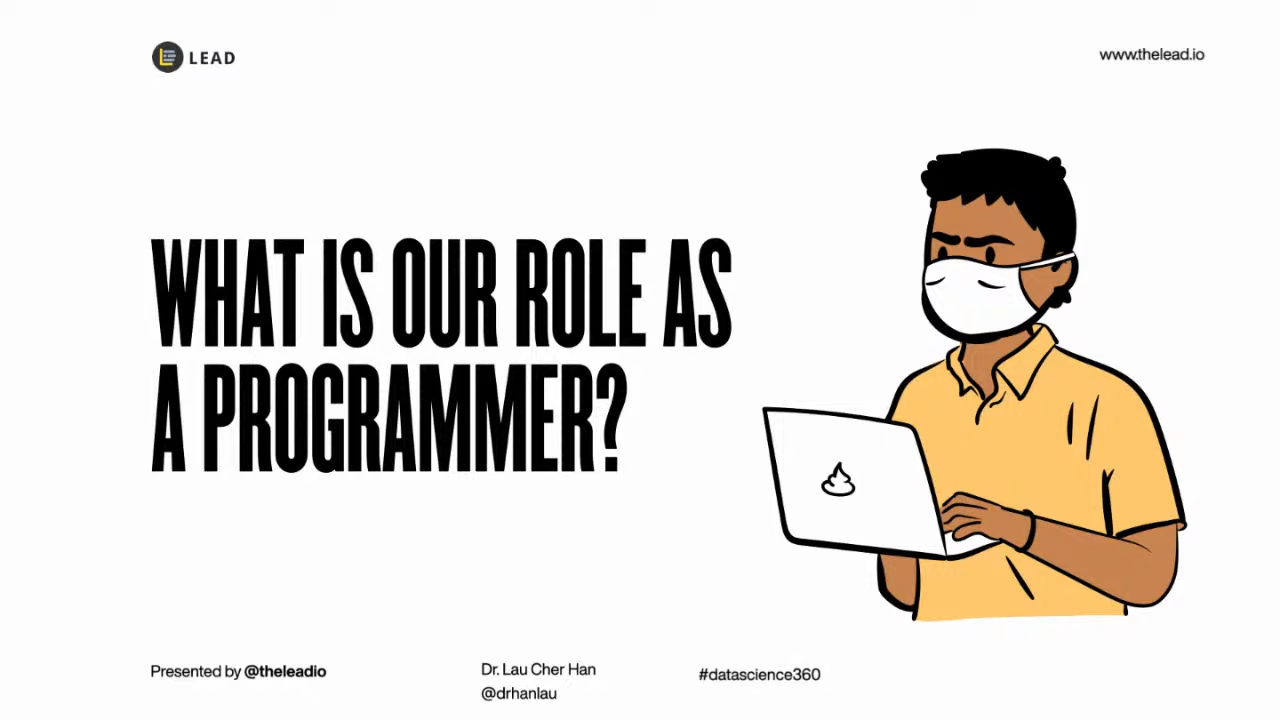 LEAD
www.thelead.io
WHAT IS OUR ROLE AS
A PROGRAMMER?
Presented by @theleadio
Dr. Lau Cher Han
@drhanlau
#datascience360